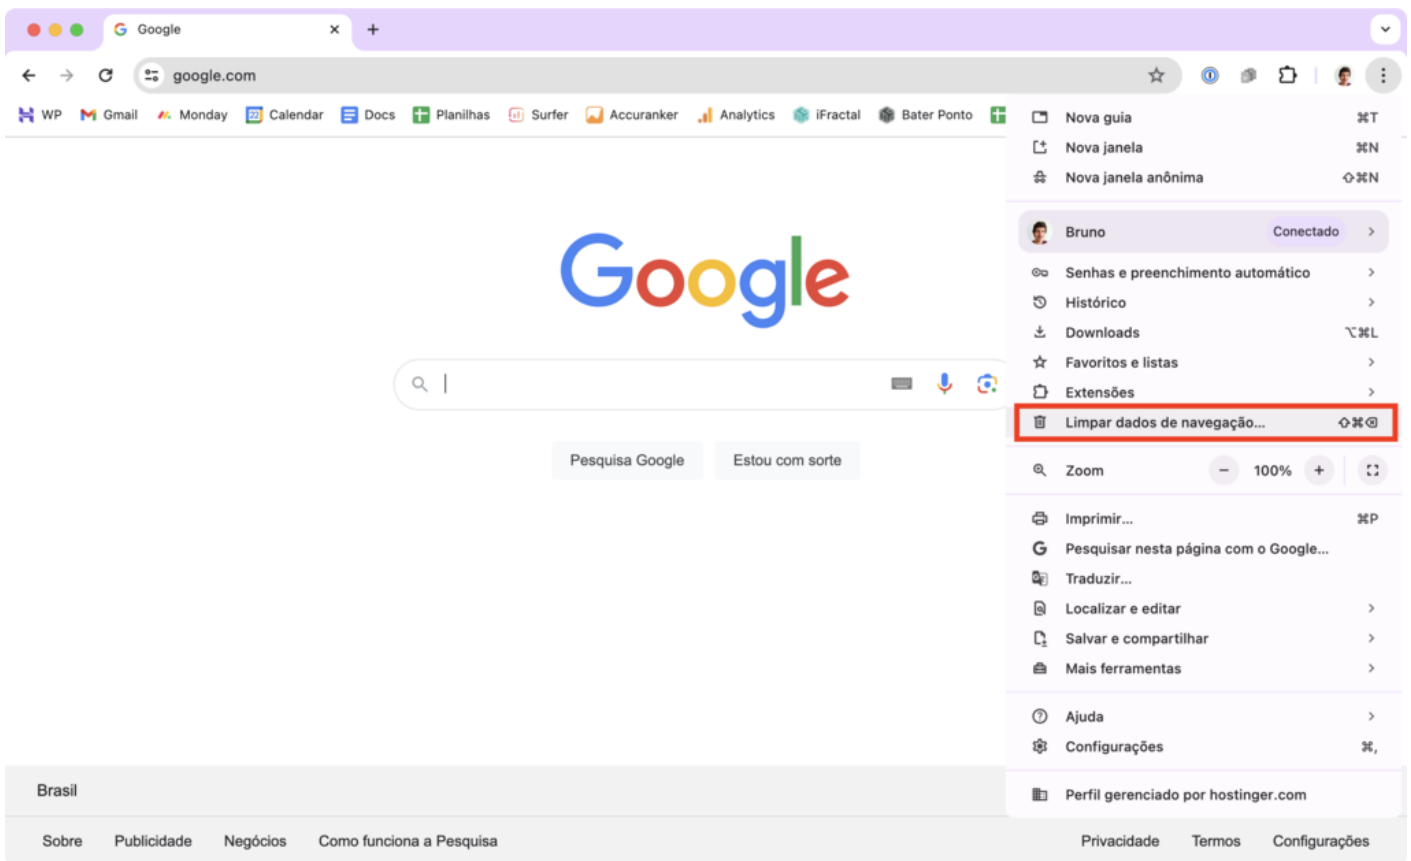 Google
google.com
WP Gmail Monday Calendar Docs Planilhas Surfer Accuranker Analytics iFractal Bater Ponto
Nova guia ⌘T
Nova janela ⌘N
Nova janela anônima ⇧⌘N
Bruno Conectado
Senhas e preenchimento automático
Histórico
Downloads ⌥⌘L
Favoritos e listas
Extensões
Limpar dados de navegação... ⇧⌘⌫
Zoom − 100% +
Imprimir... ⌘P
Pesquisar nesta página com o Google...
Traduzir...
Localizar e editar
Salvar e compartilhar
Mais ferramentas
Ajuda
Configurações ⌘,
Perfil gerenciado por hostinger.com
Google
Pesquisa Google Estou com sorte
Brasil
Sobre Publicidade Negócios Como funciona a Pesquisa Privacidade Termos Configurações